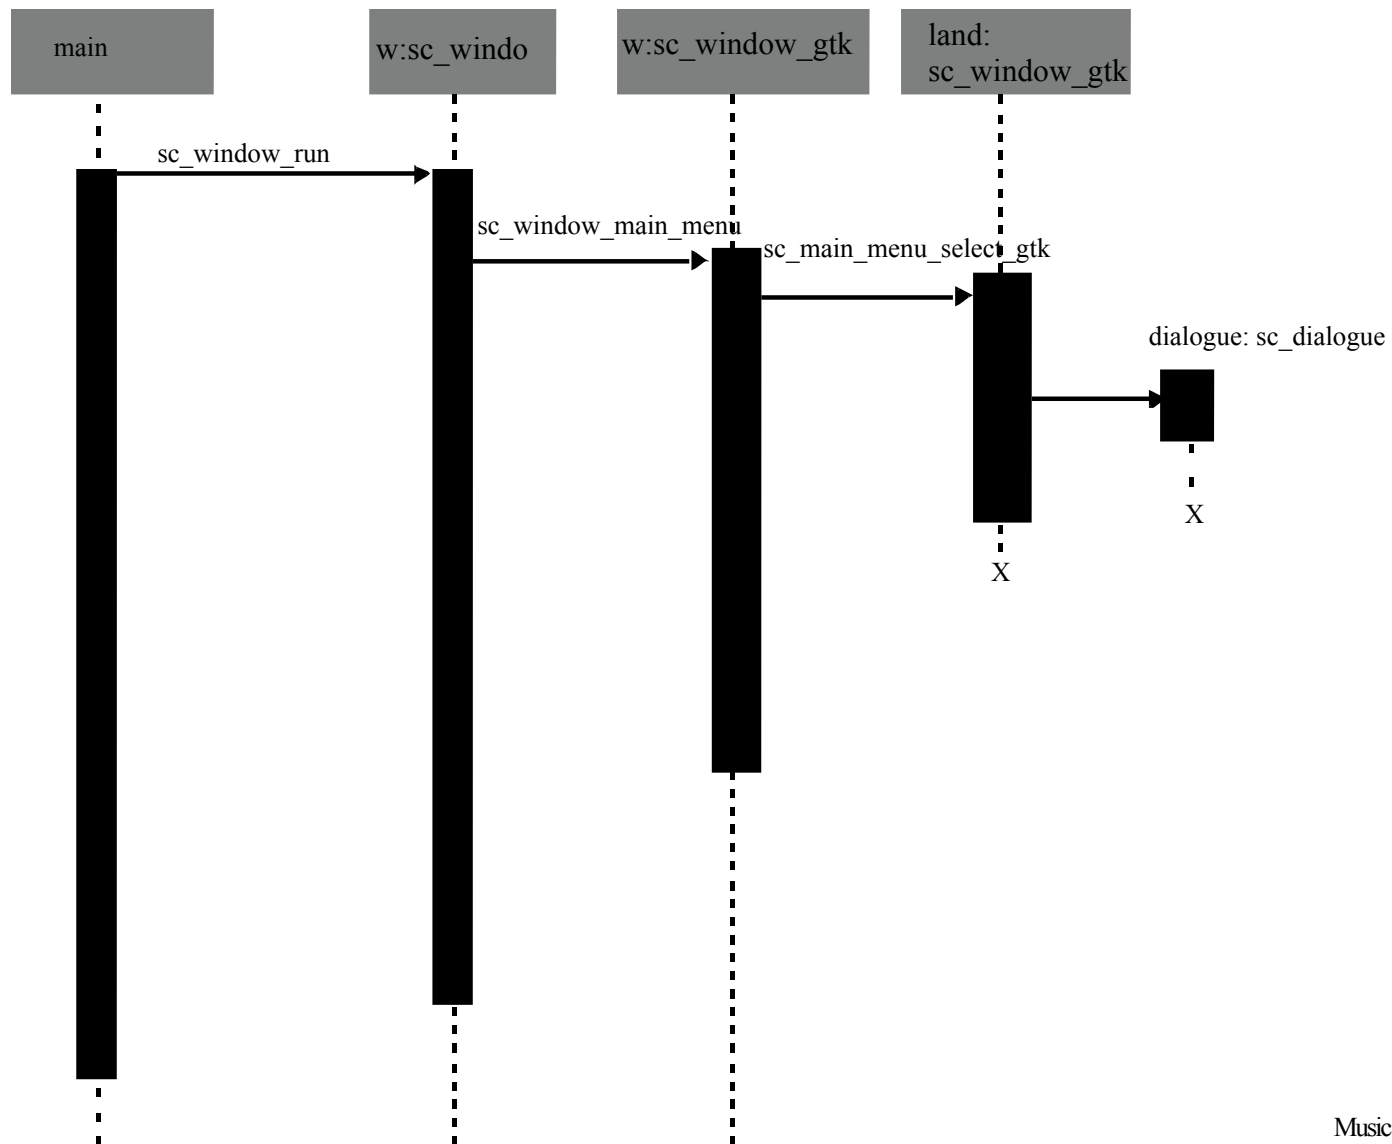 main
w:sc_windo
w:sc_window_gtk
land:
sc_window_gtk
sc_window_run
sc_window_main_menu
sc_main_menu_select_gtk
dialogue: sc_dialogue
X
X
Music